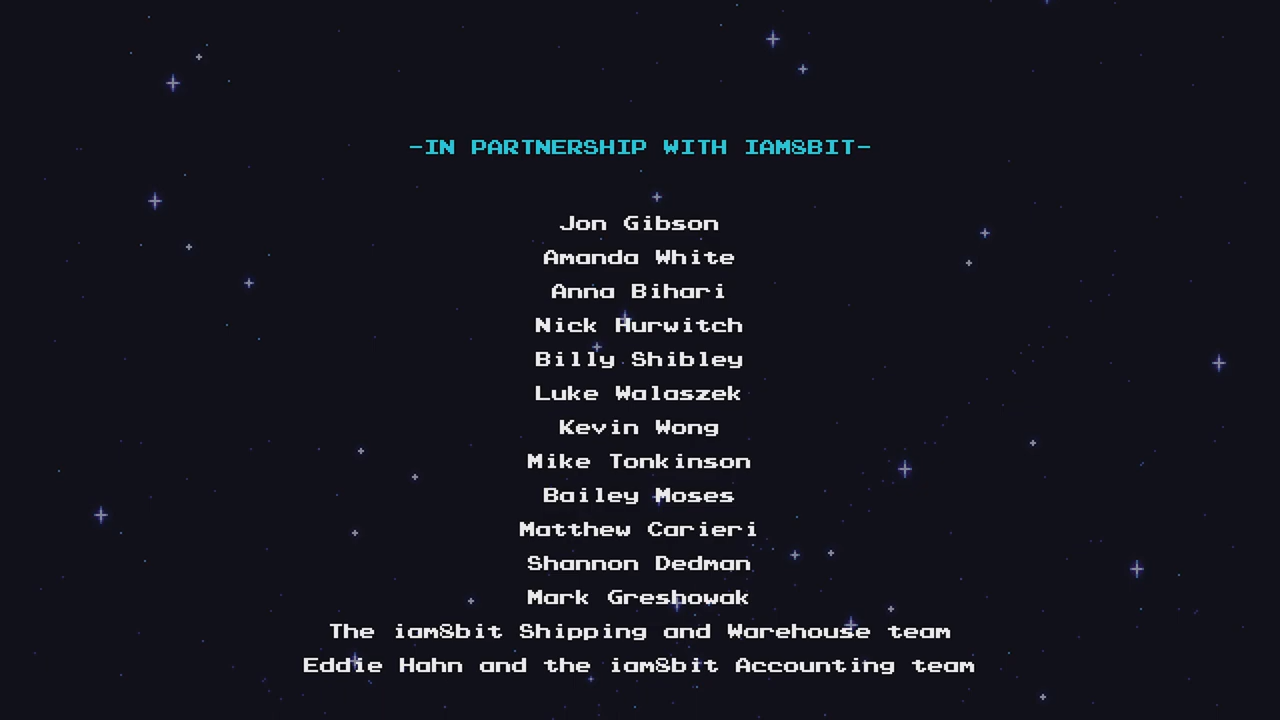 -IN PARTNERSHIP WITH IAM8BIT-
Jon Gibson
Amanda White
Anna Bihari
Nick Hurwitch
Billy Shibley
Luke Walaszek
Kevin Wong
Mike Tonkinson
Bailey Moses
Matthew Carieri
Shannon Dedman
Mark Greshowak
The iam8bit Shipping and Warehouse team
Eddie Hahn and the iam8bit Accounting team